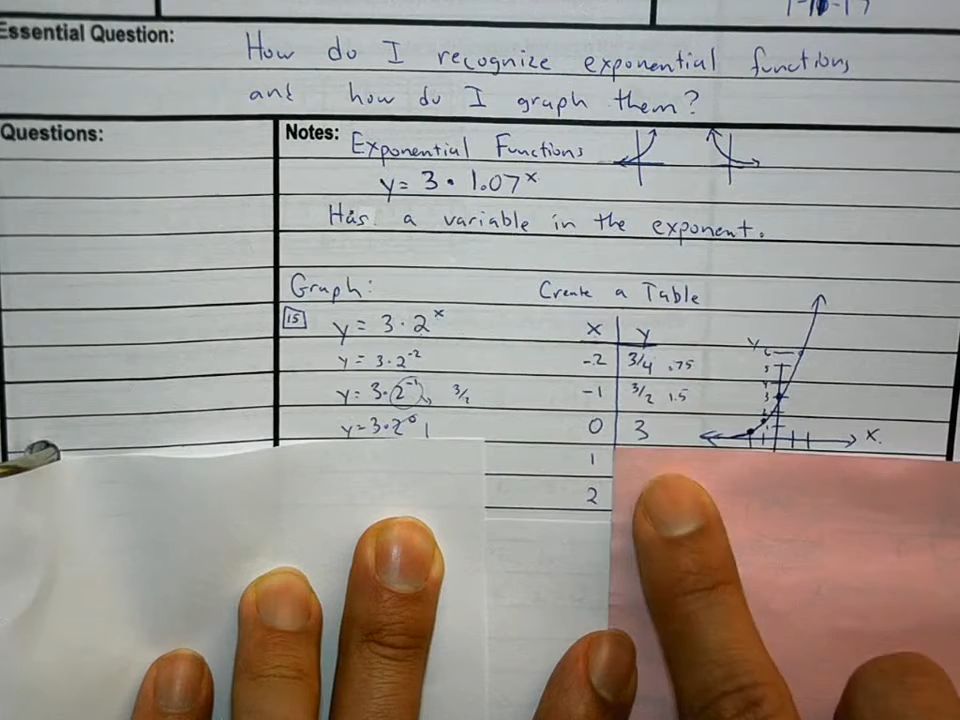 1-10-17
Essential Question:
How do I recognize exponential functions
and how do I graph them?
Questions:
Notes:
Exponential Functions
y = 3 · 1.07^x
Has a variable in the exponent.
Graph:
Create a Table
15
y = 3 · 2^x
x y
y = 3 · 2^-2
-2 3/4 .75
y = 3 · 2^-1 3/2
-1 3/2 1.5
y = 3 · 2^0 1
0 3
1
2
Y
6
5
3
X